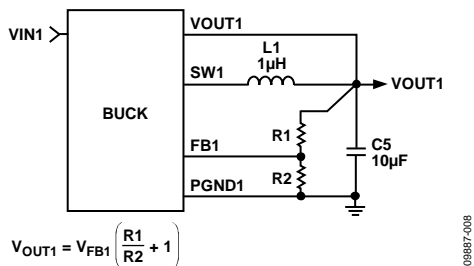 VIN1
BUCK
VOUT1
SW1
L1
1µH
VOUT1
FB1
R1
R2
C5
10µF
PGND1
V_OUT1 = V_FB1 (R1/R2 + 1)
09887-008